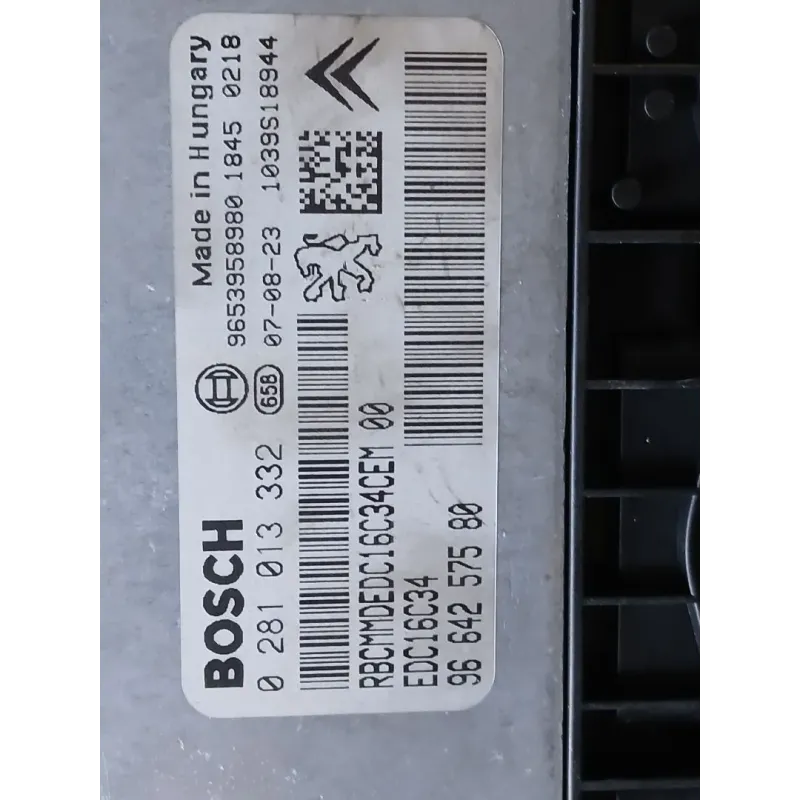 BOSCH
Made in Hungary
0 281 013 332
658
9653958980 1845 0218
07-08-23 1039S18944
RBCMMDEDC16C34CEM 00
EDC16C34
96 642 575 80